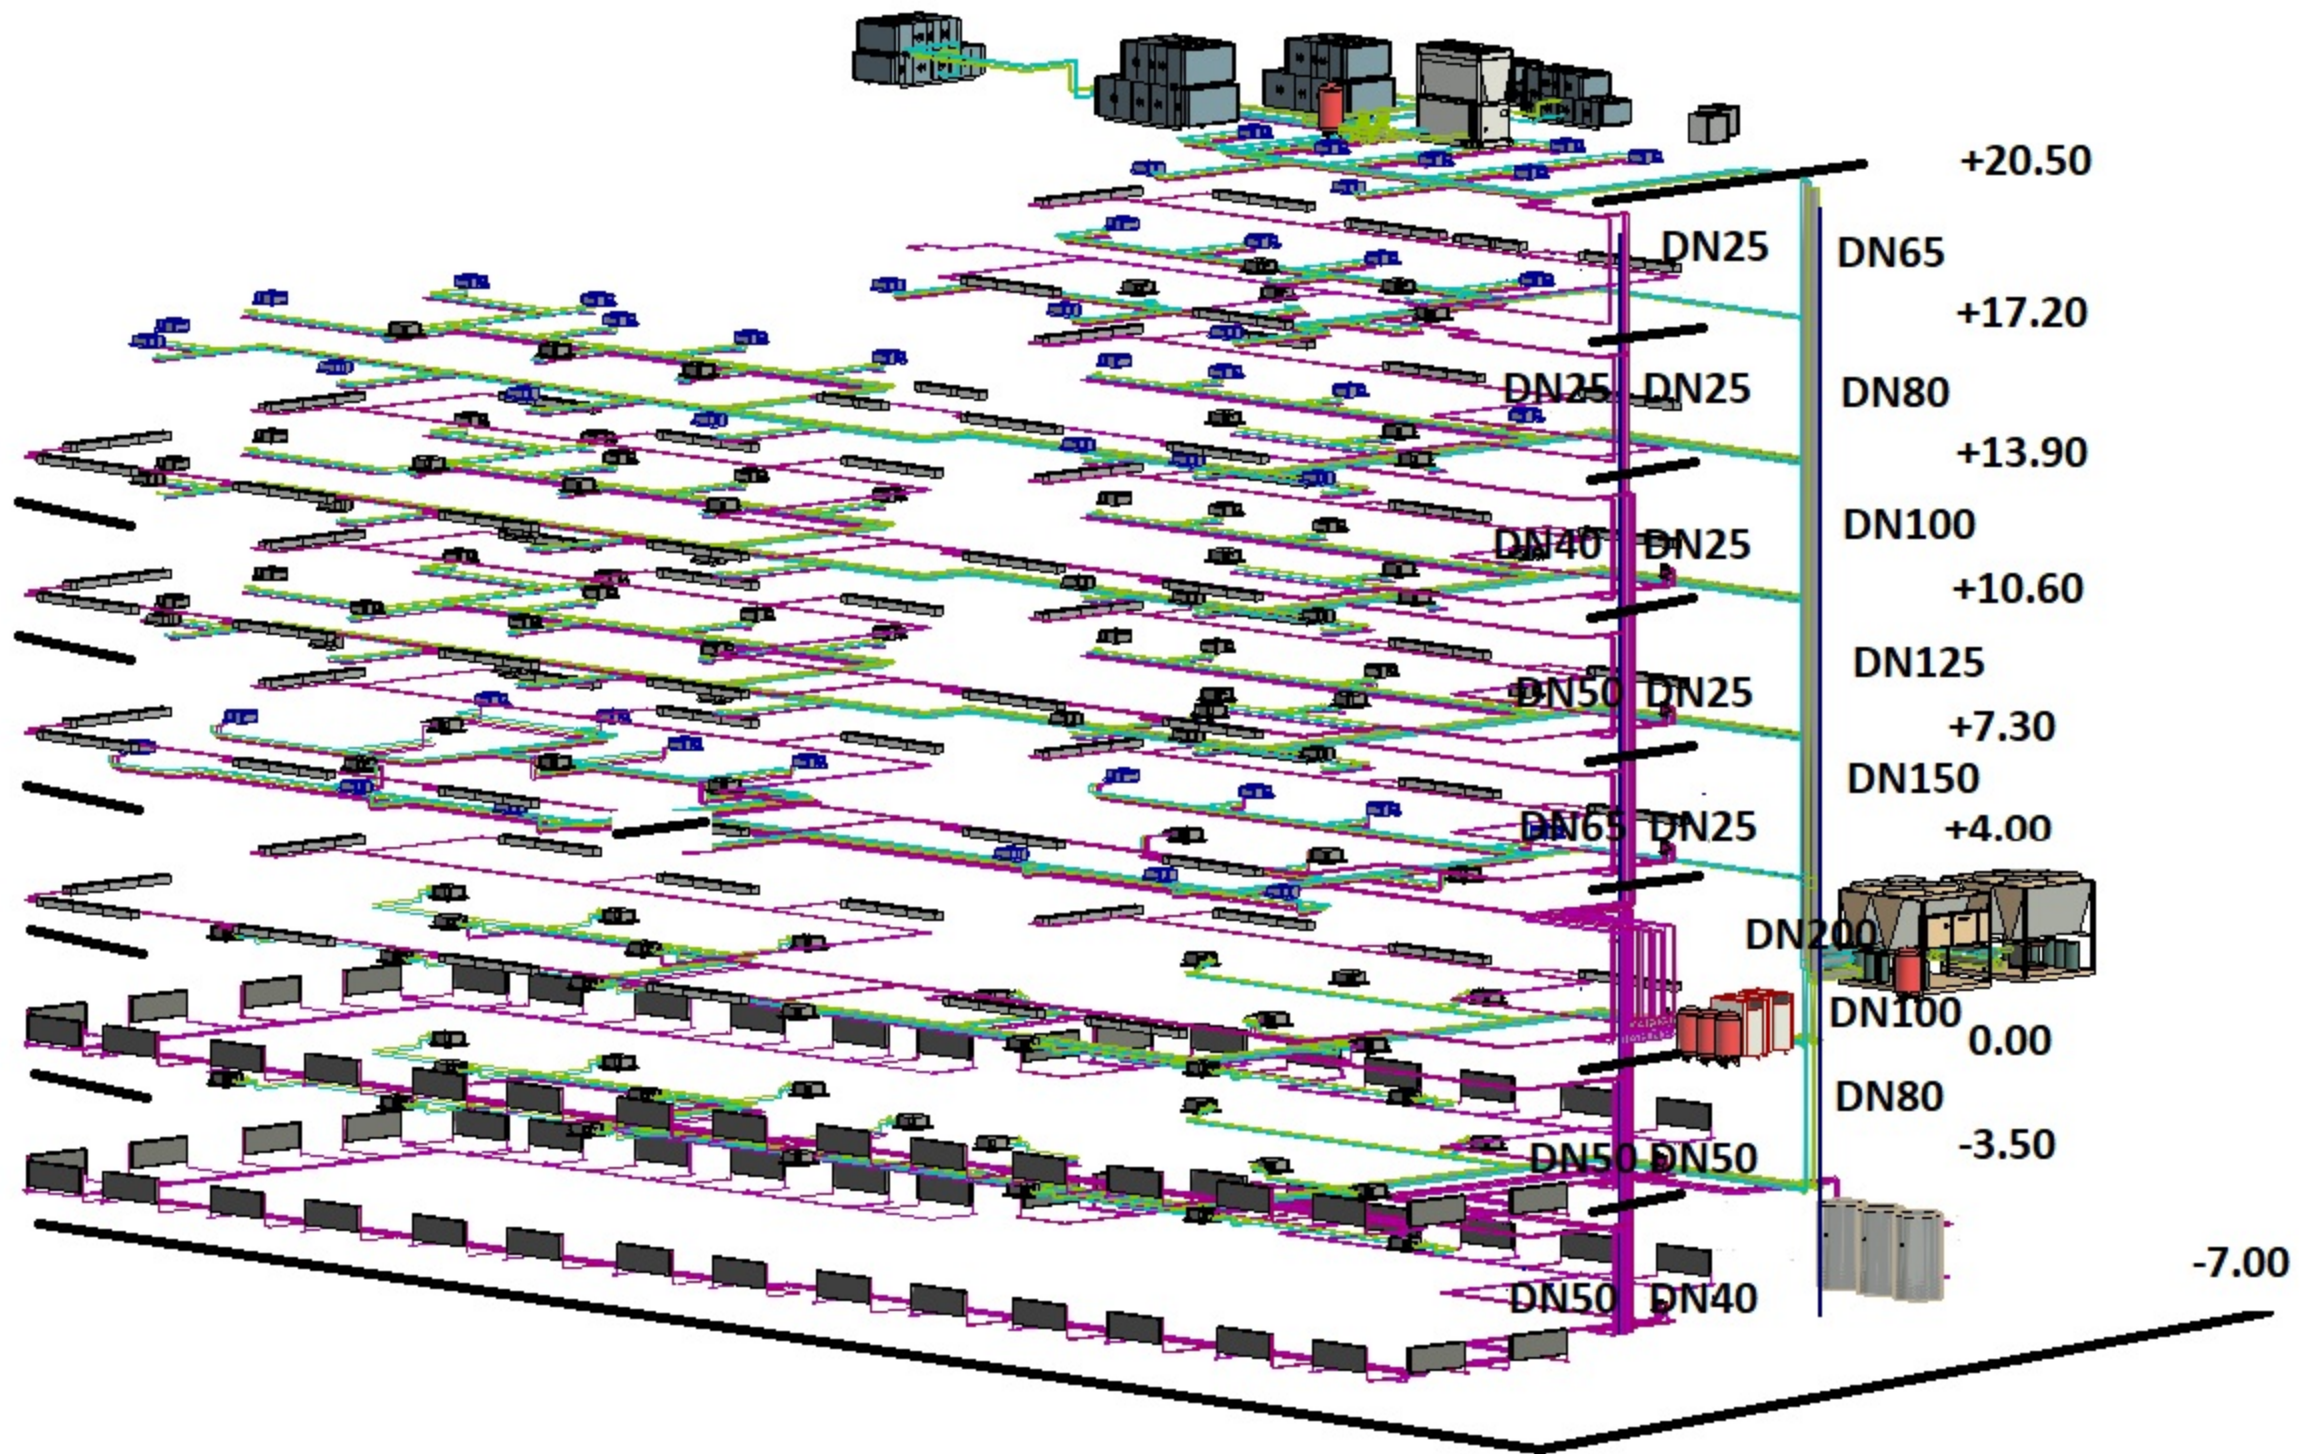 +20.50
DN25 DN65
+17.20
DN25 DN25 DN80
+13.90
DN100
DN40 DN25
+10.60
DN125
DN50 DN25
+7.30
DN150
DN65 DN25 +4.00
DN200
DN100 0.00
DN80
DN50 DN50 -3.50
-7.00
DN50 DN40